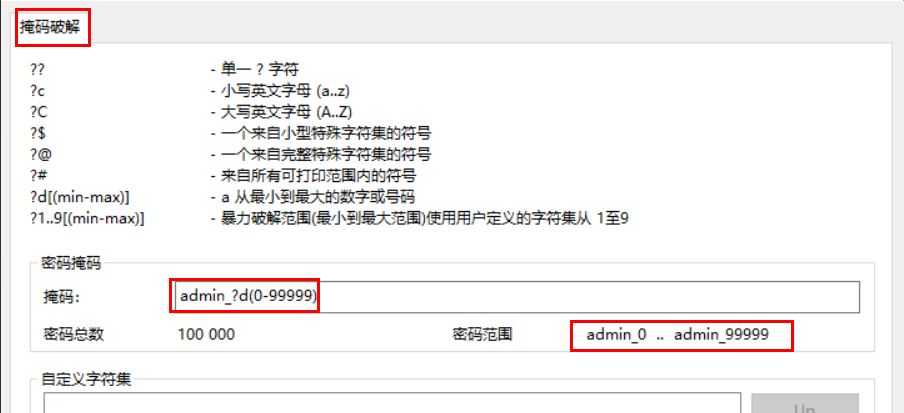 掩码破解
?? - 单一 ? 字符
?c - 小写英文字母 (a..z)
?C - 大写英文字母 (A..Z)
?$ - 一个来自小型特殊字符集的符号
?@ - 一个来自完整特殊字符集的符号
?# - 来自所有可打印范围内的符号
?d[(min-max)] - a 从最小到最大的数字或号码
?1..9[(min-max)] - 暴力破解范围(最小到最大范围)使用用户定义的字符集从 1至9
密码掩码
掩码: admin_?d(0-99999)
密码总数 100 000 密码范围 admin_0 .. admin_99999
自定义字符集
Up